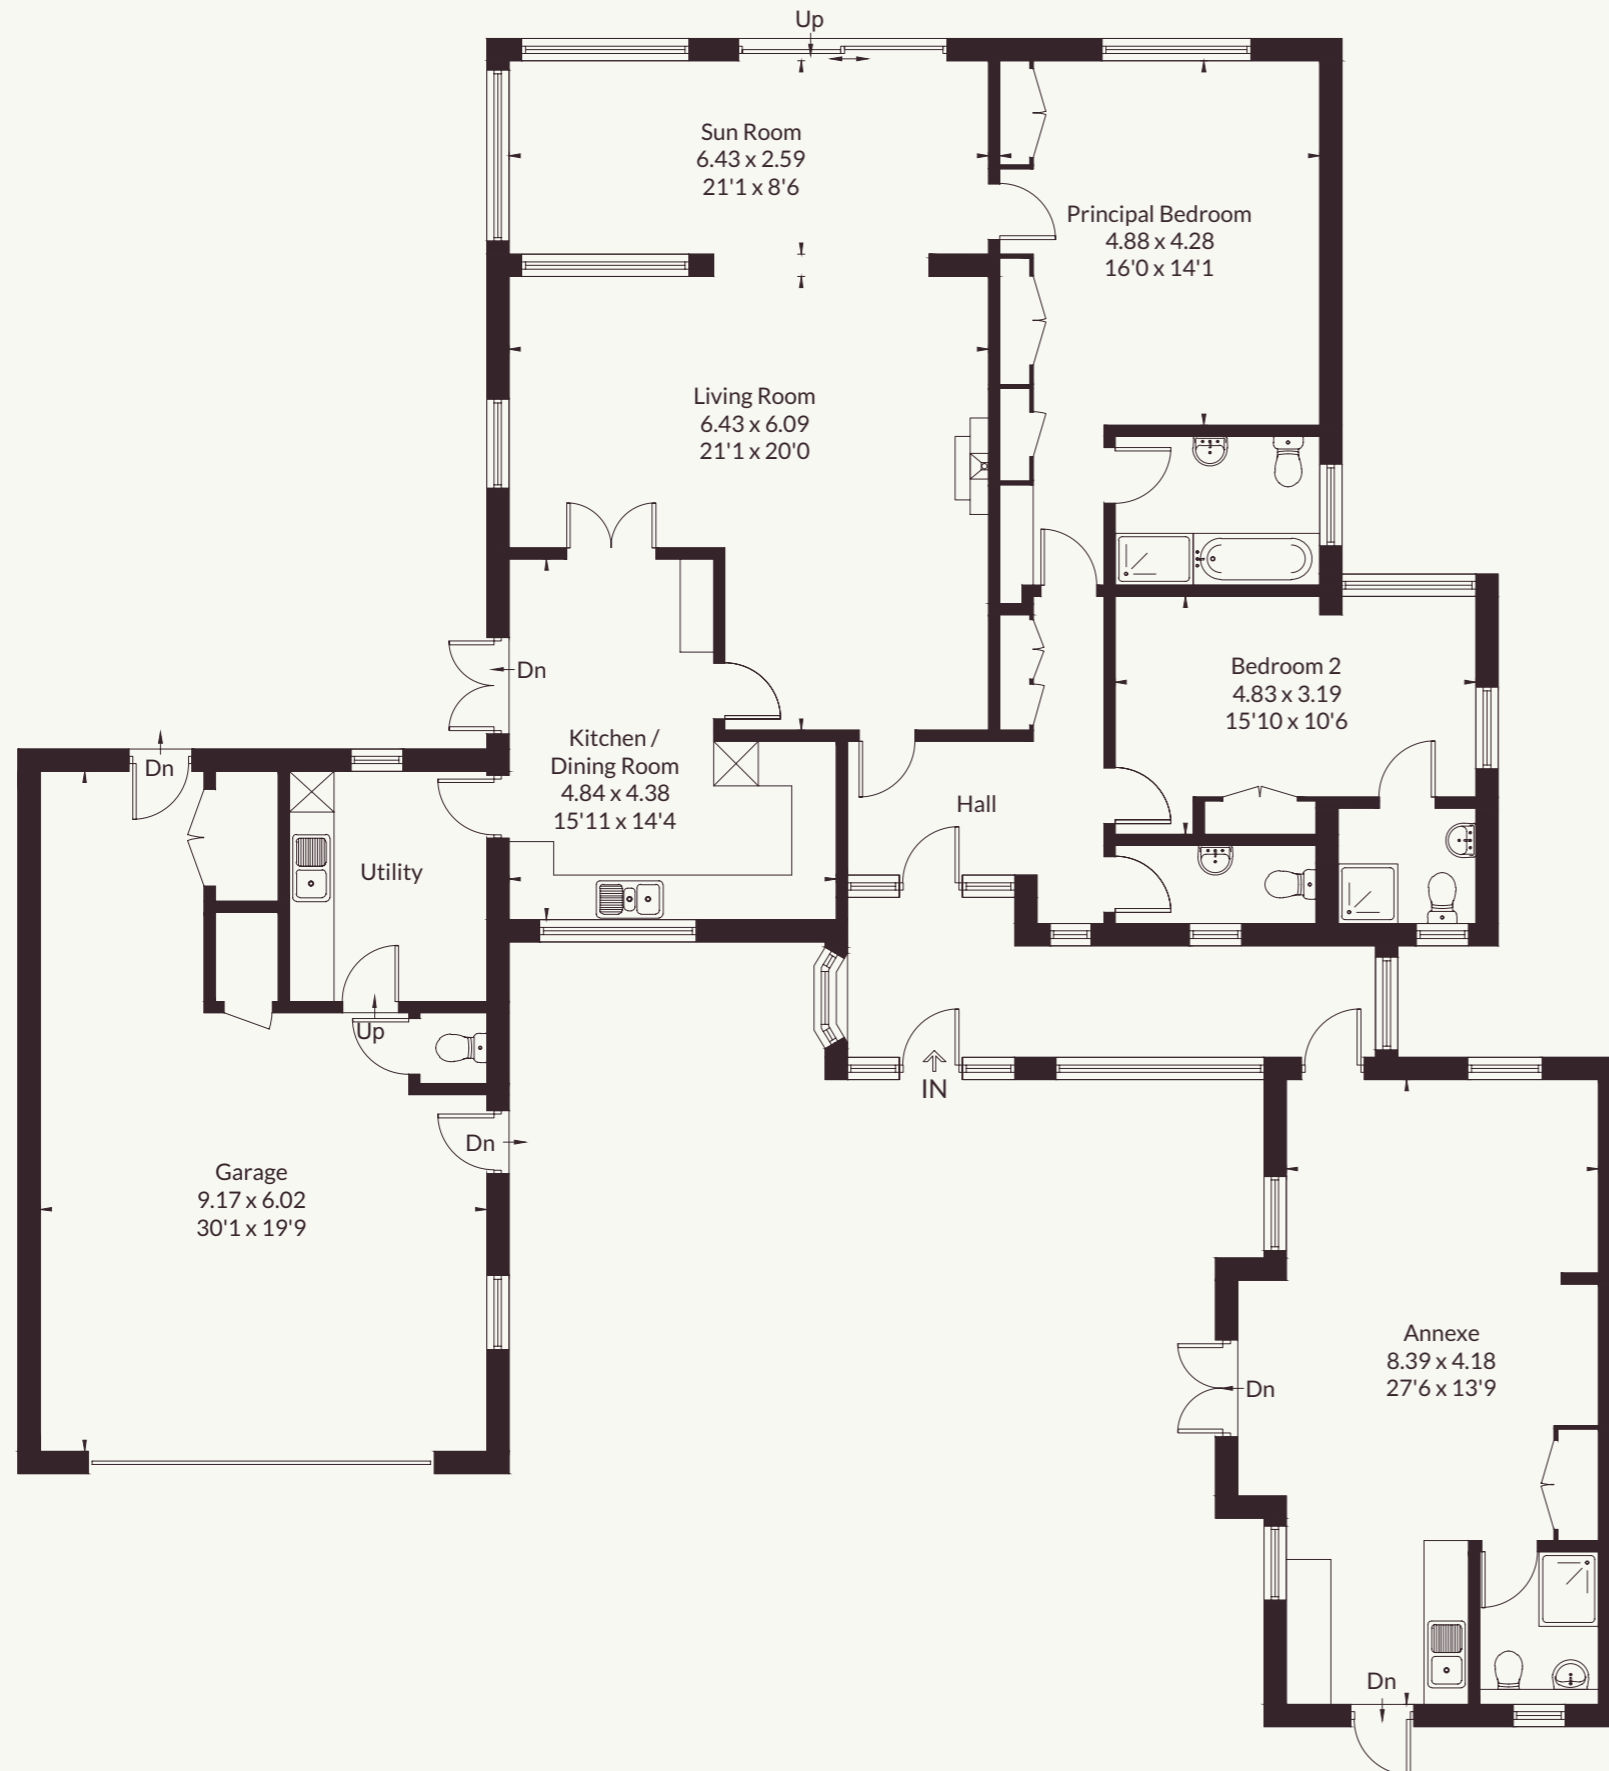 Up
Sun Room
6.43 x 2.59
21'1 x 8'6
Principal Bedroom
4.88 x 4.28
16'0 x 14'1
Living Room
6.43 x 6.09
21'1 x 20'0
Dn
Bedroom 2
4.83 x 3.19
15'10 x 10'6
Kitchen /
Dining Room
4.84 x 4.38
15'11 x 14'4
Dn
Hall
Utility
Up
IN
Dn
Garage
9.17 x 6.02
30'1 x 19'9
Annexe
8.39 x 4.18
27'6 x 13'9
Dn
Dn